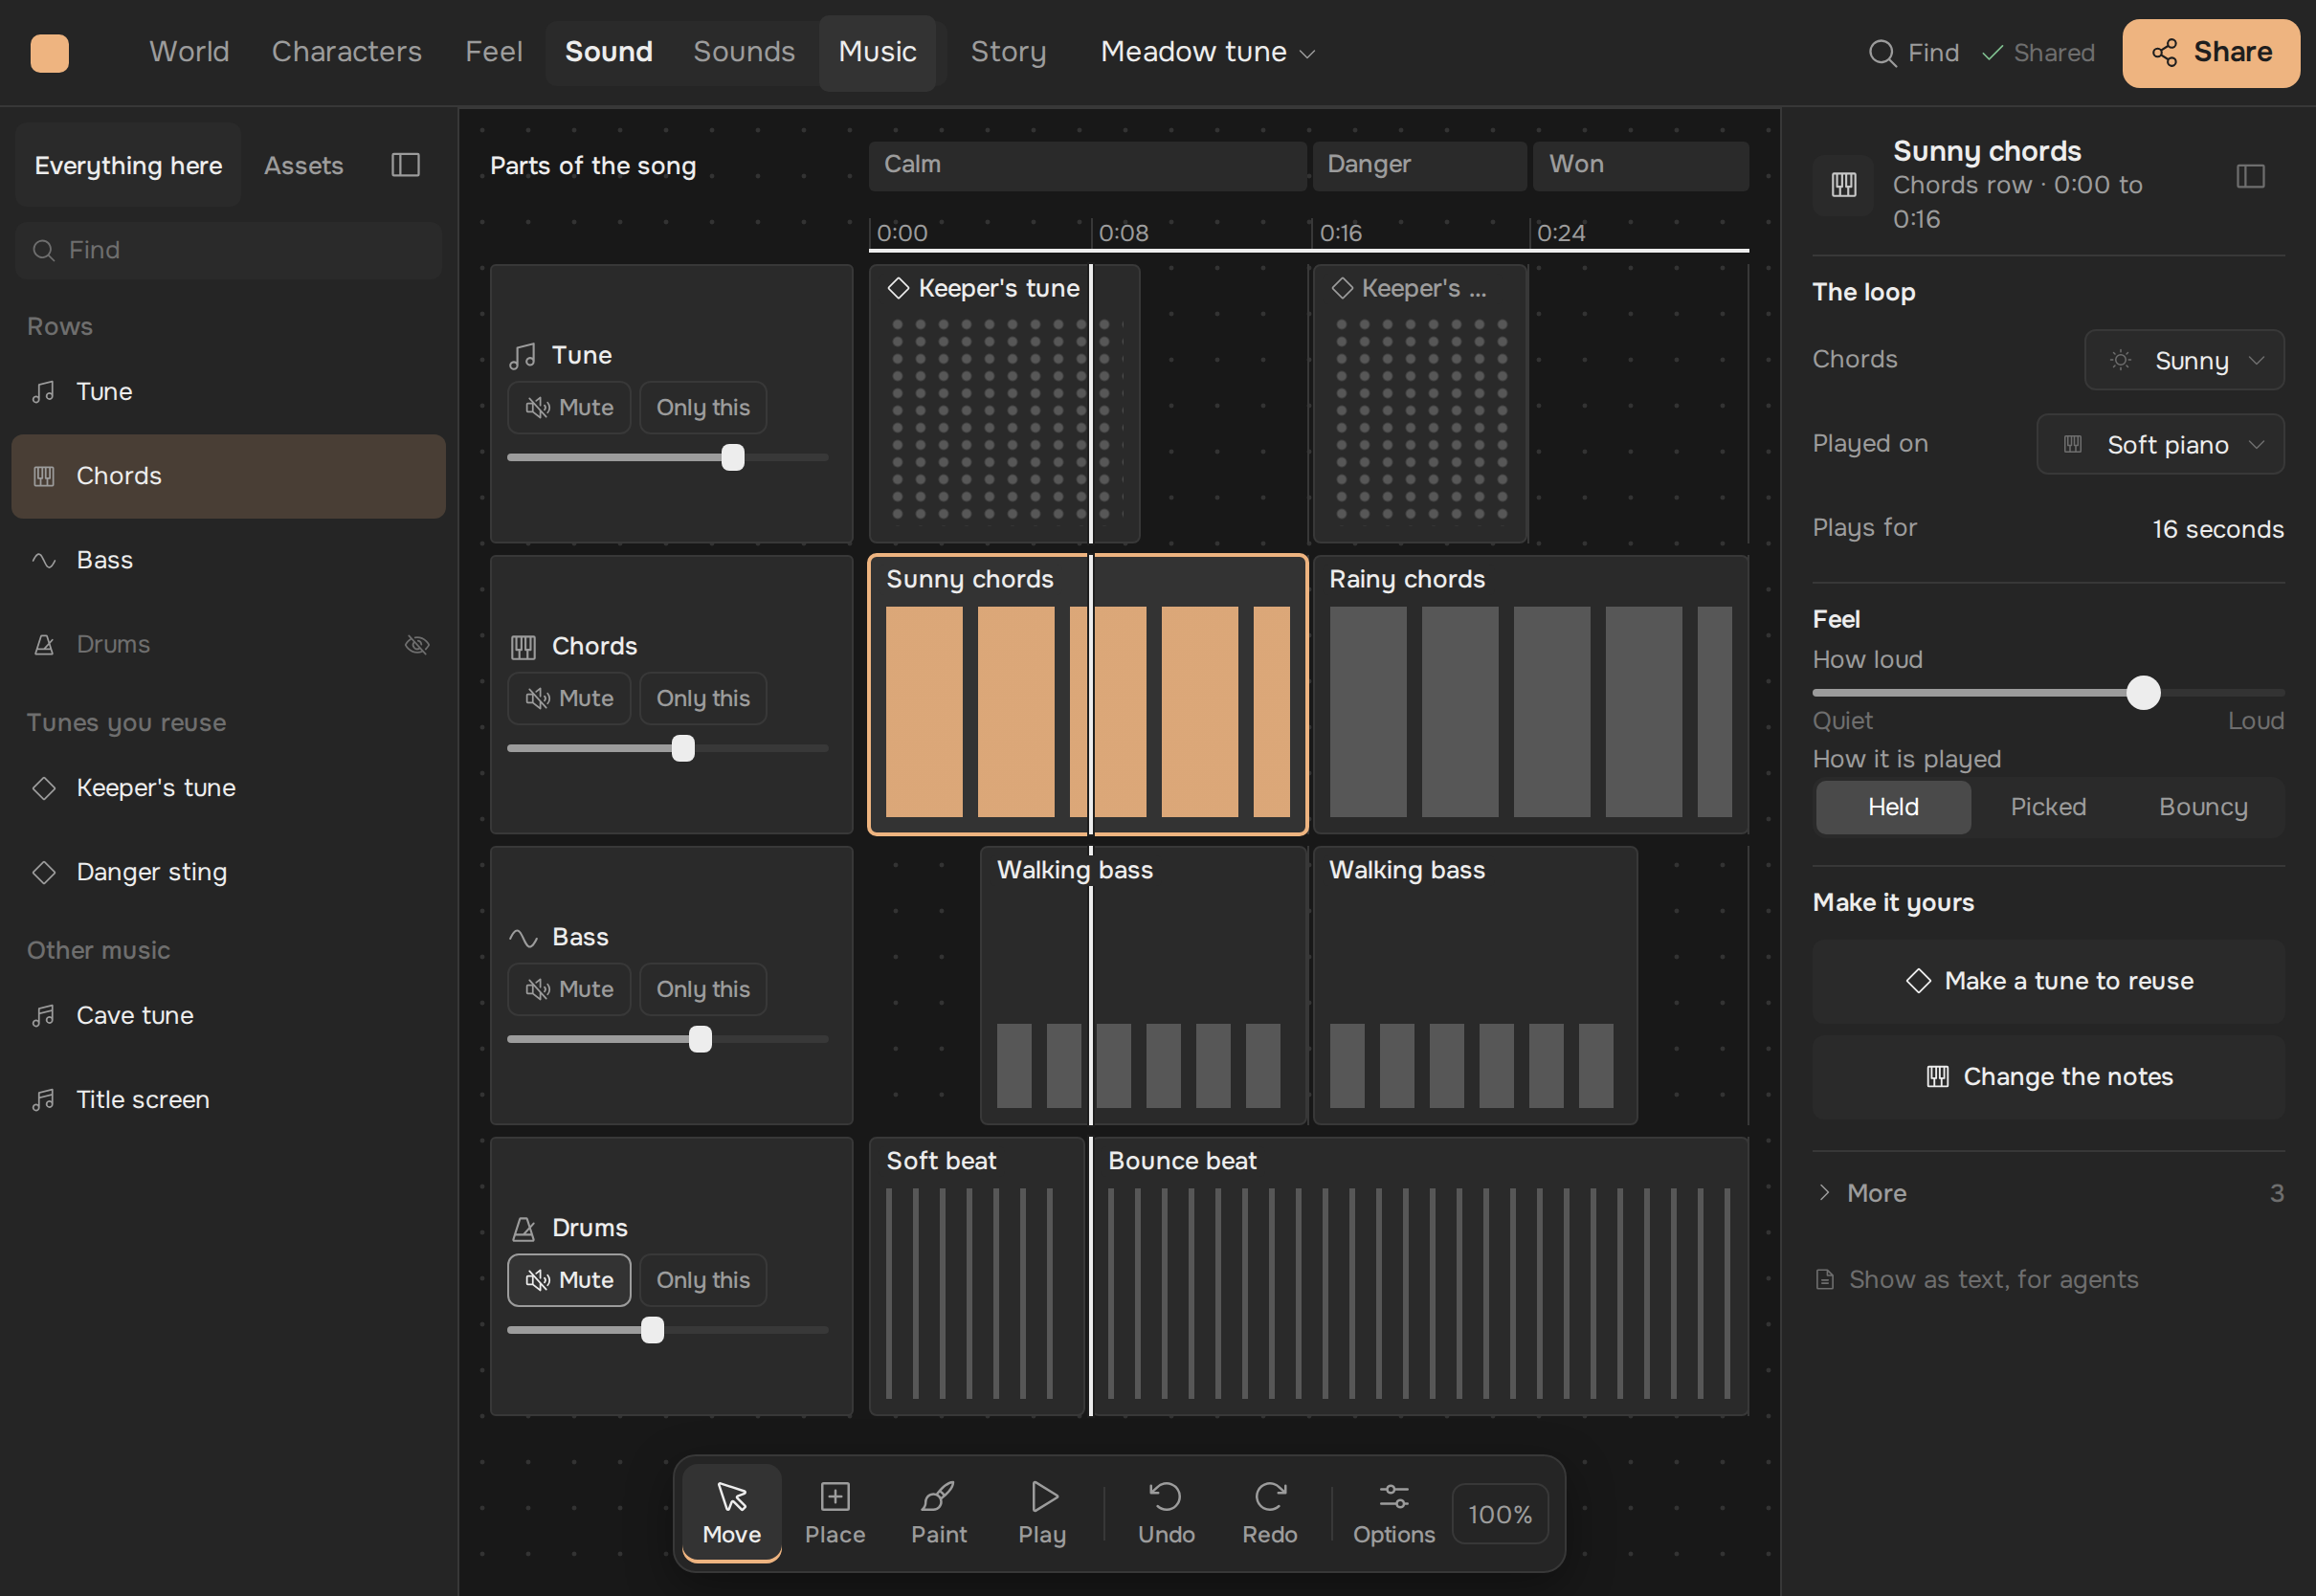 World Characters Feel Sound Sounds Music Story Meadow tune Find Shared Share
Everything here Assets
Find
Rows
Tune
Chords
Bass
Drums
Tunes you reuse
Keeper's tune
Danger sting
Other music
Cave tune
Title screen
Parts of the song Calm Danger Won
0:00 0:08 0:16 0:24
Tune
Mute Only this
Keeper's tune Keeper's ...
Chords
Mute Only this
Sunny chords Rainy chords
Bass
Mute Only this
Walking bass Walking bass
Drums
Mute Only this
Soft beat Bounce beat
Move Place Paint Play Undo Redo Options 100%
Sunny chords
Chords row · 0:00 to
0:16
The loop
Chords Sunny
Played on Soft piano
Plays for 16 seconds
Feel
How loud
Quiet Loud
How it is played
Held Picked Bouncy
Make it yours
Make a tune to reuse
Change the notes
More 3
Show as text, for agents